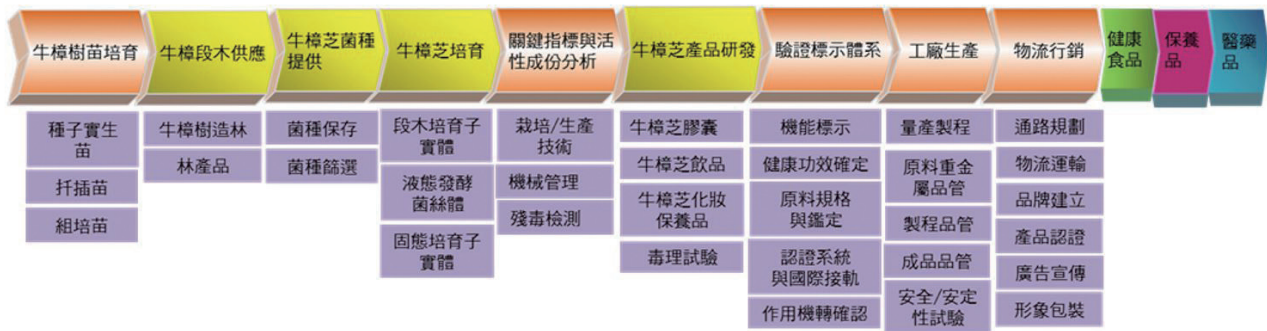 牛樟樹苗培育
牛樟段木供應
牛樟芝菌種
提供
牛樟芝培育
關鍵指標與活
性成份分析
牛樟芝產品研發
驗證標示體系
工廠生產
物流行銷
健康
食品
保養
品
醫藥
品
種子實生
苗
扦插苗
組培苗
牛樟樹造林
林產品
菌種保存
菌種篩選
段木培育子
實體
液態發酵
菌絲體
固態培育子
實體
栽培/生產
技術
機械管理
殘毒檢測
牛樟芝膠囊
牛樟芝飲品
牛樟芝化妝
保養品
毒理試驗
機能標示
健康功效確定
原料規格
與鑑定
認證系統
與國際接軌
作用機轉確認
量產製程
原料重金
屬品管
製程品管
成品品管
安全/安定
性試驗
通路規劃
物流運輸
品牌建立
產品認證
廣告宣傳
形象包裝